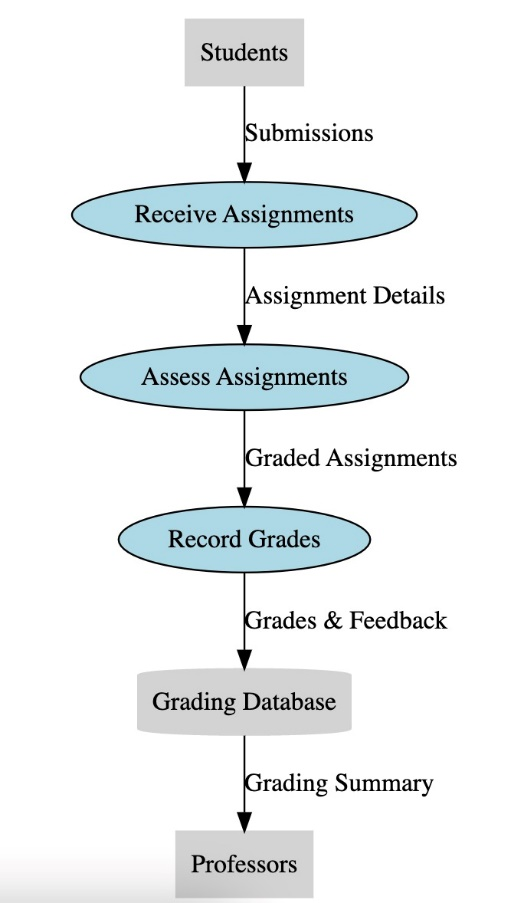 Students
Submissions
Receive Assignments
Assignment Details
Assess Assignments
Graded Assignments
Record Grades
Grades & Feedback
Grading Database
Grading Summary
Professors